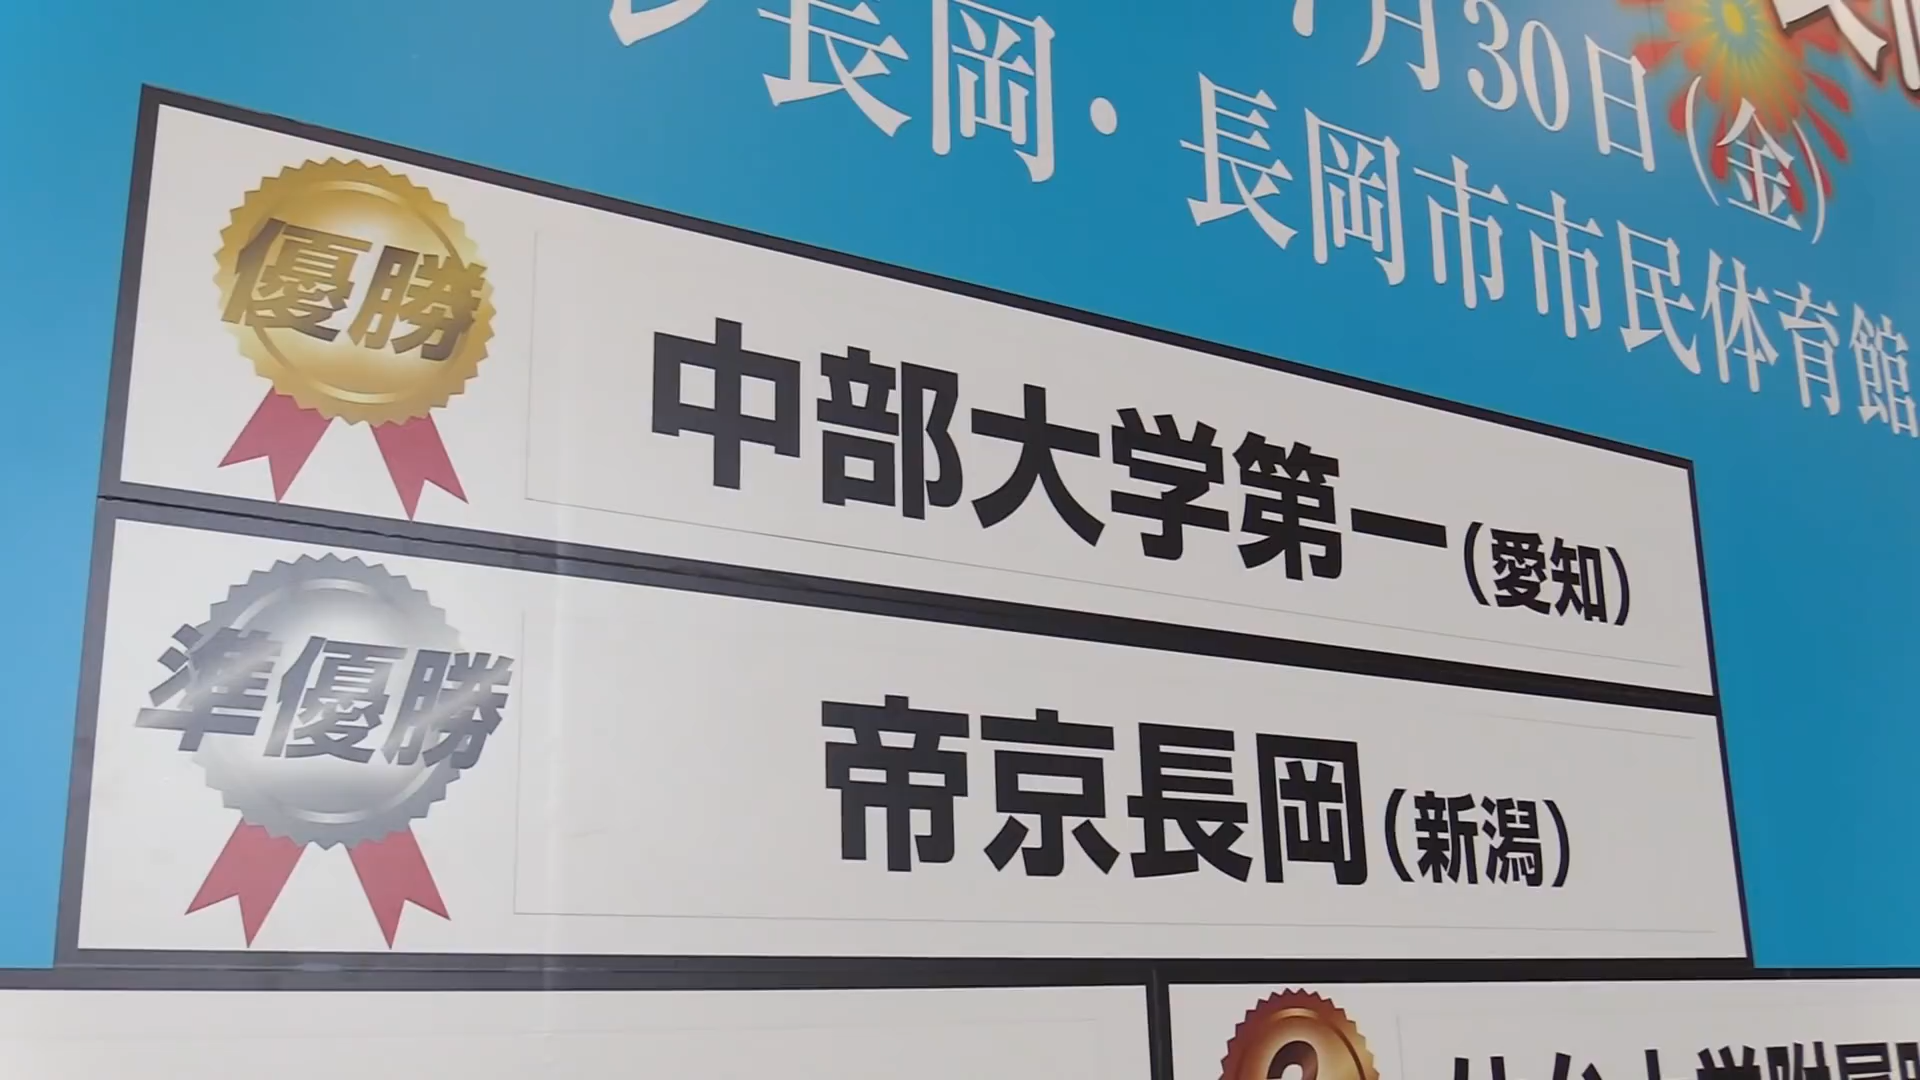 月30日(金)
長岡・長岡市市民体育館
優勝
中部大学第一(愛知)
準優勝
帝京長岡(新潟)
3